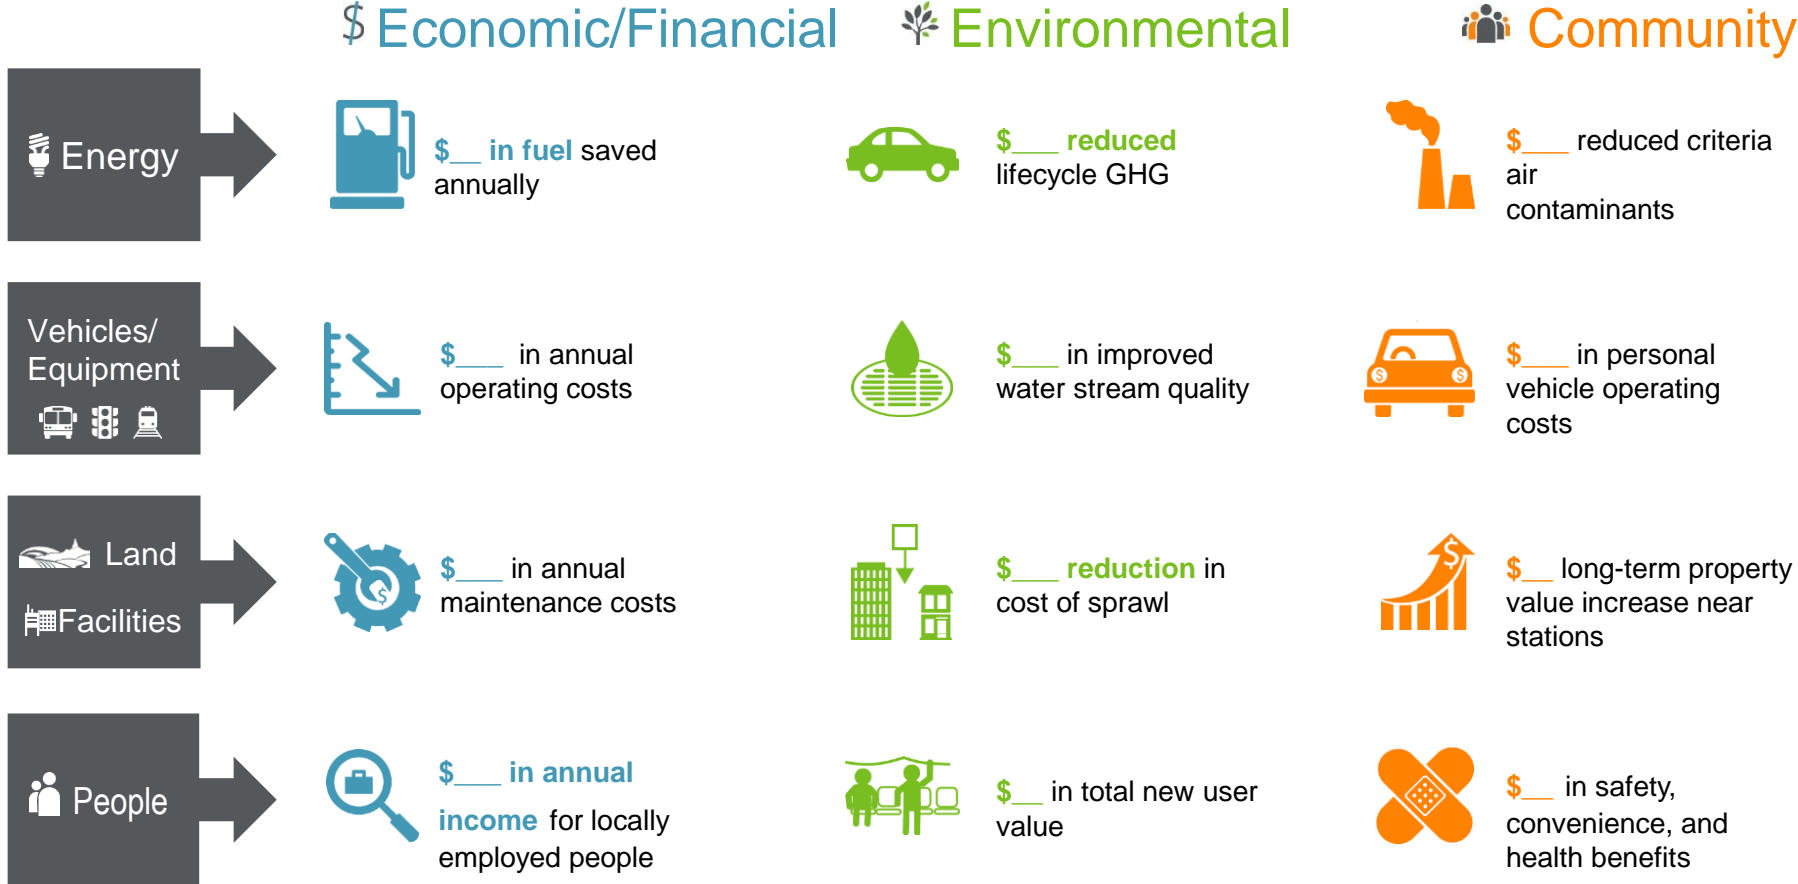 $ Economic/Financial
Environmental
Community
Energy
$__ in fuel saved
annually
$___ reduced
lifecycle GHG
$___ reduced criteria
air
contaminants
Vehicles/
Equipment
$___ in annual
operating costs
$___ in improved
water stream quality
$___ in personal
vehicle operating
costs
Land
Facilities
$___ in annual
maintenance costs
$___ reduction in
cost of sprawl
$__ long-term property
value increase near
stations
People
$___ in annual
income for locally
employed people
$__ in total new user
value
$__ in safety,
convenience, and
health benefits